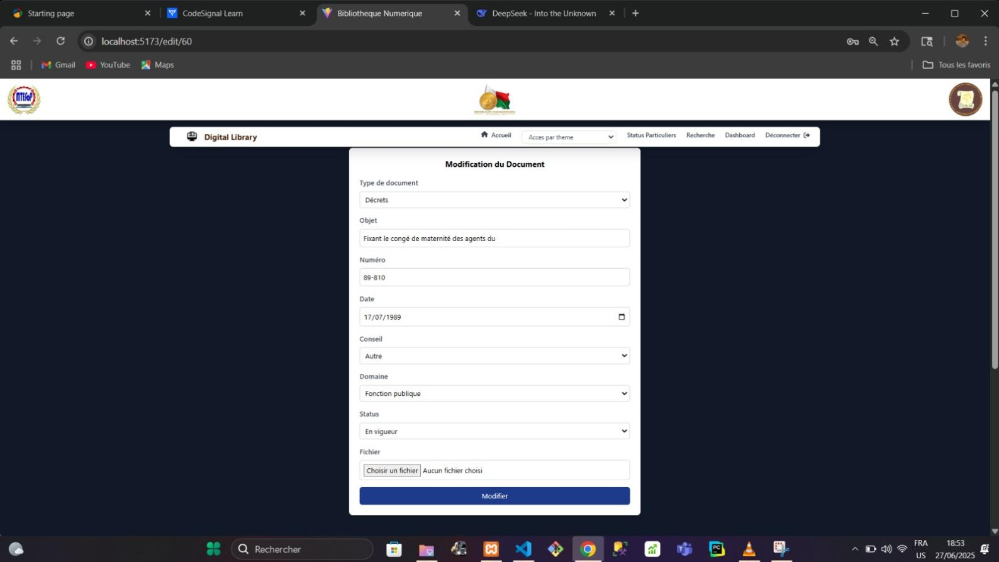 Starting page
CodeSignal Learn
Bibliotheque Numerique
DeepSeek - Into the Unknown
localhost:5173/edit/60
Gmail
YouTube
Maps
Tous les favoris
MTEFoP
Digital Library
Accueil
Acces par theme
Status Particuliers
Recherche
Dashboard
Déconnecter
Modification du Document
Type de document
Décrets
Objet
Fixant le congé de maternité des agents du
Numéro
89-810
Date
17/07/1989
Conseil
Autre
Domaine
Fonction publique
Status
En vigueur
Fichier
Choisir un fichier Aucun fichier choisi
Modifier
Rechercher
FRA
US
18:53
27/06/2025